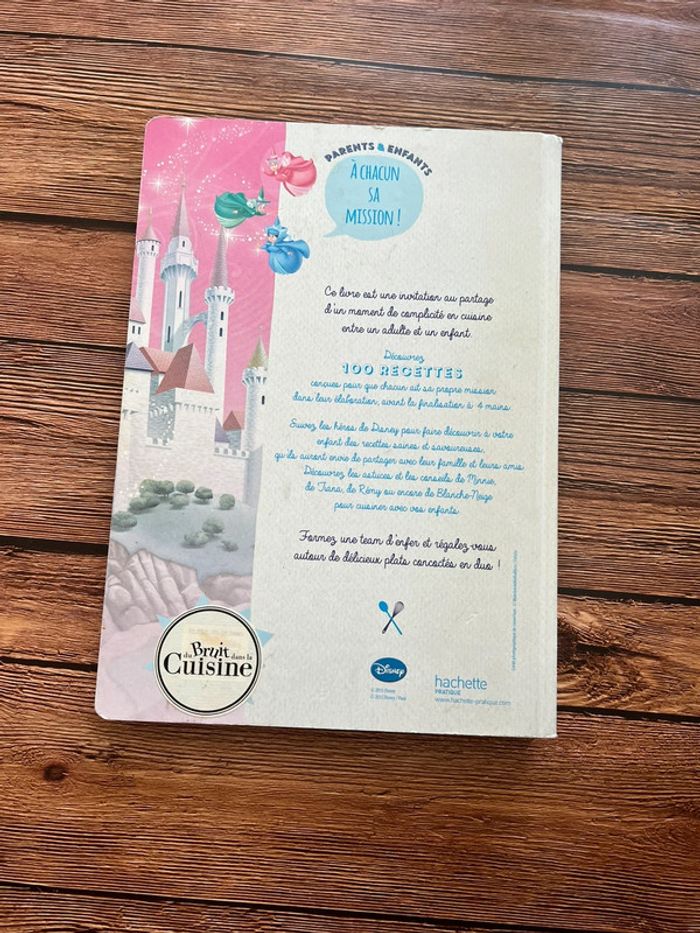 PARENTS & ENFANTS
À CHACUN
SA
MISSION !
Ce livre est une invitation au partage
d'un moment de complicité en cuisine
entre un adulte et un enfant.
Découvrez
100 RECETTES
conçues pour que chacun ait sa propre mission
dans leur élaboration, avant la finalisation à 4 mains.
Suivez les héros de Disney pour faire découvrir à votre
enfant des recettes saines et savoureuses,
qu'ils auront envie de partager avec leur famille et leurs amis.
Découvrez les astuces et les conseils de Minnie,
de Tiana, de Rémy ou encore de Blanche-Neige
pour cuisiner avec vos enfants.
Formez une team d'enfer et régalez-vous
autour de délicieux plats concoctés en duo !
du Bruit dans la
Cuisine
Disney
© 2015 Disney
© 2015 Disney / Pixar
hachette
PRATIQUE
www.hachette-pratique.com